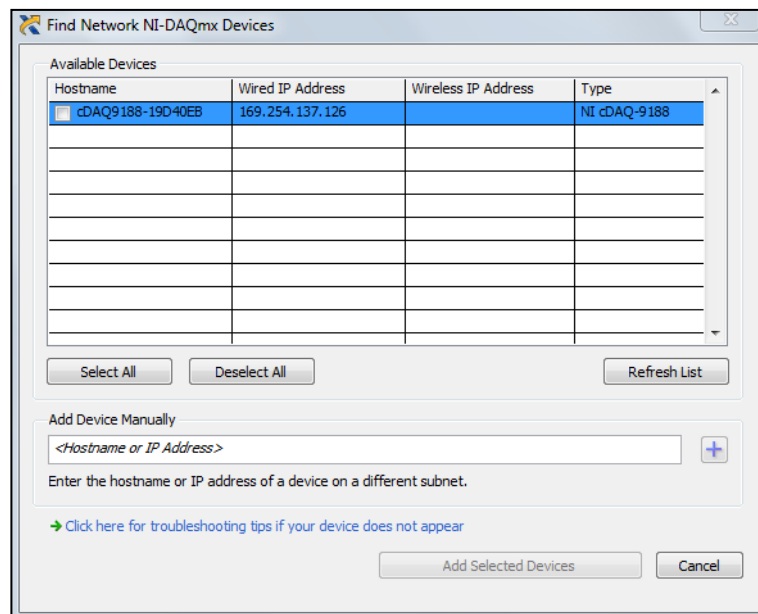 Find Network NI-DAQmx Devices
Available Devices
Hostname Wired IP Address Wireless IP Address Type
cDAQ9188-19D40EB 169.254.137.126 NI cDAQ-9188
Select All Deselect All Refresh List
Add Device Manually
<Hostname or IP Address>
Enter the hostname or IP address of a device on a different subnet.
Click here for troubleshooting tips if your device does not appear
Add Selected Devices Cancel